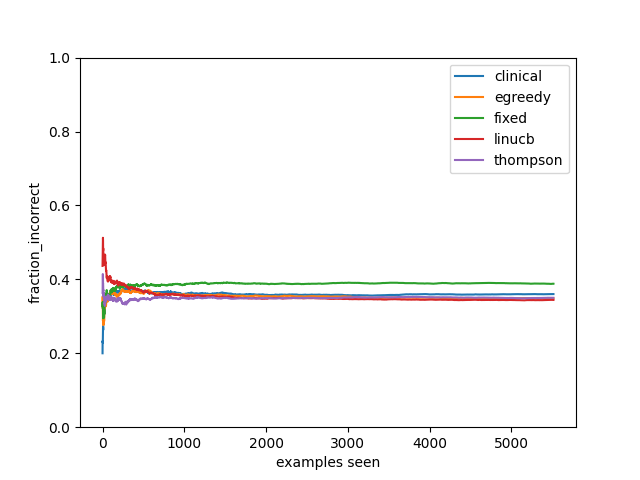 1.0
0.8
0.6
0.4
0.2
0.0
fraction_incorrect
clinical
egreedy
fixed
linucb
thompson
0 1000 2000 3000 4000 5000
examples seen